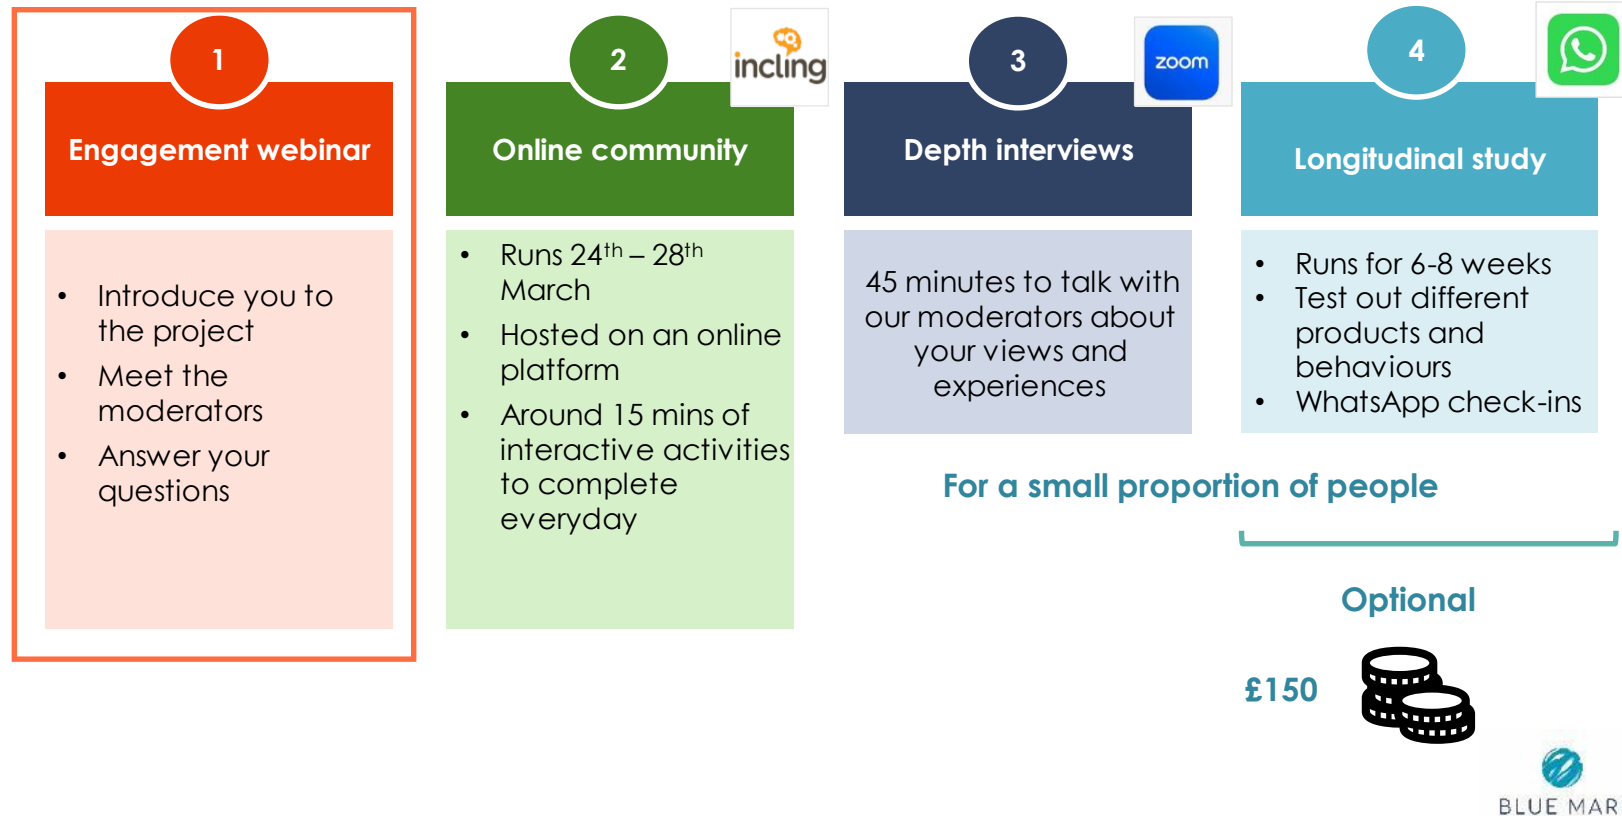 1
Engagement webinar
• Introduce you to
the project
• Meet the
moderators
• Answer your
questions
2
incling
Online community
• Runs 24th – 28th
March
• Hosted on an online
platform
• Around 15 mins of
interactive activities
to complete
everyday
3
zoom
Depth interviews
45 minutes to talk with
our moderators about
your views and
experiences
4
Longitudinal study
• Runs for 6-8 weeks
• Test out different
products and
behaviours
• WhatsApp check-ins
For a small proportion of people
Optional
£150
BLUE MAR